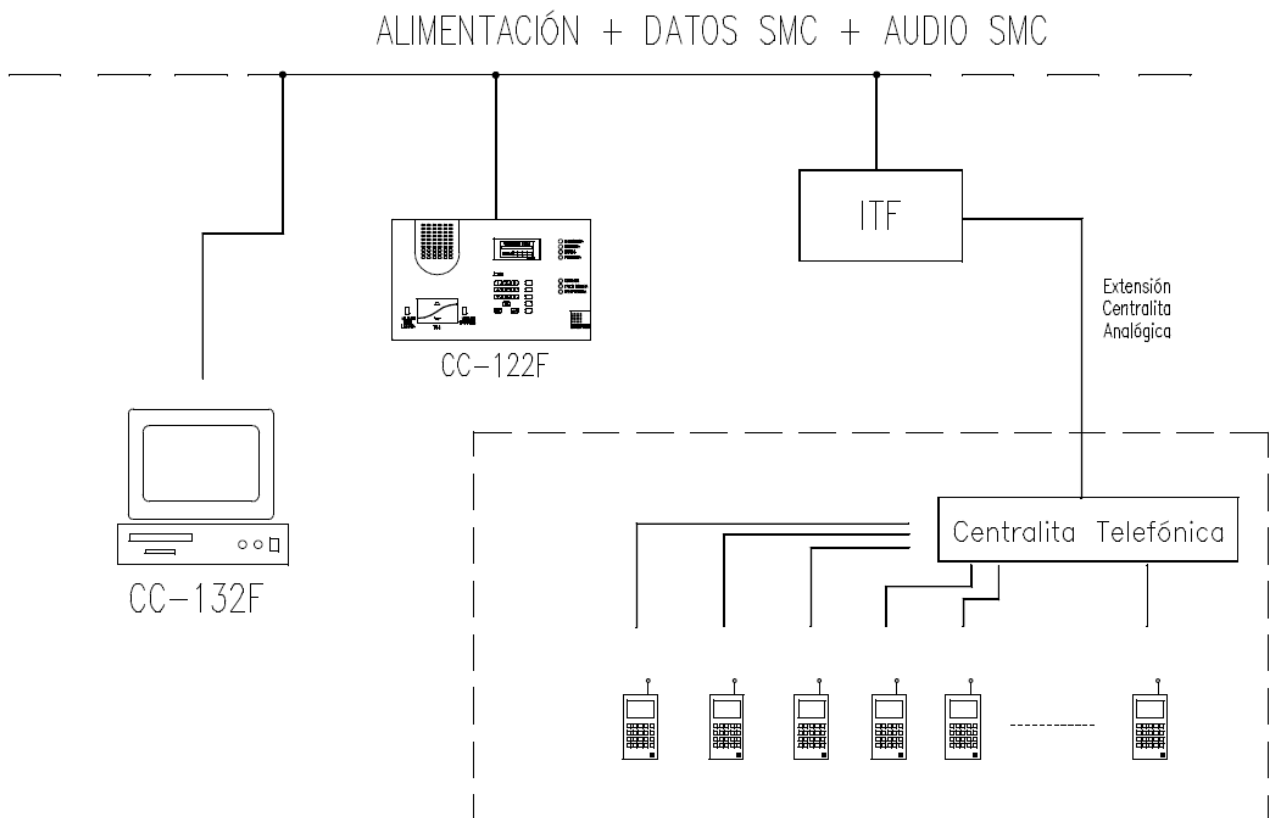 ALIMENTACIÓN + DATOS SMC + AUDIO SMC
ITF
Extensión
Centralita
Analógica
CC-122F
Centralita Telefónica
CC-132F